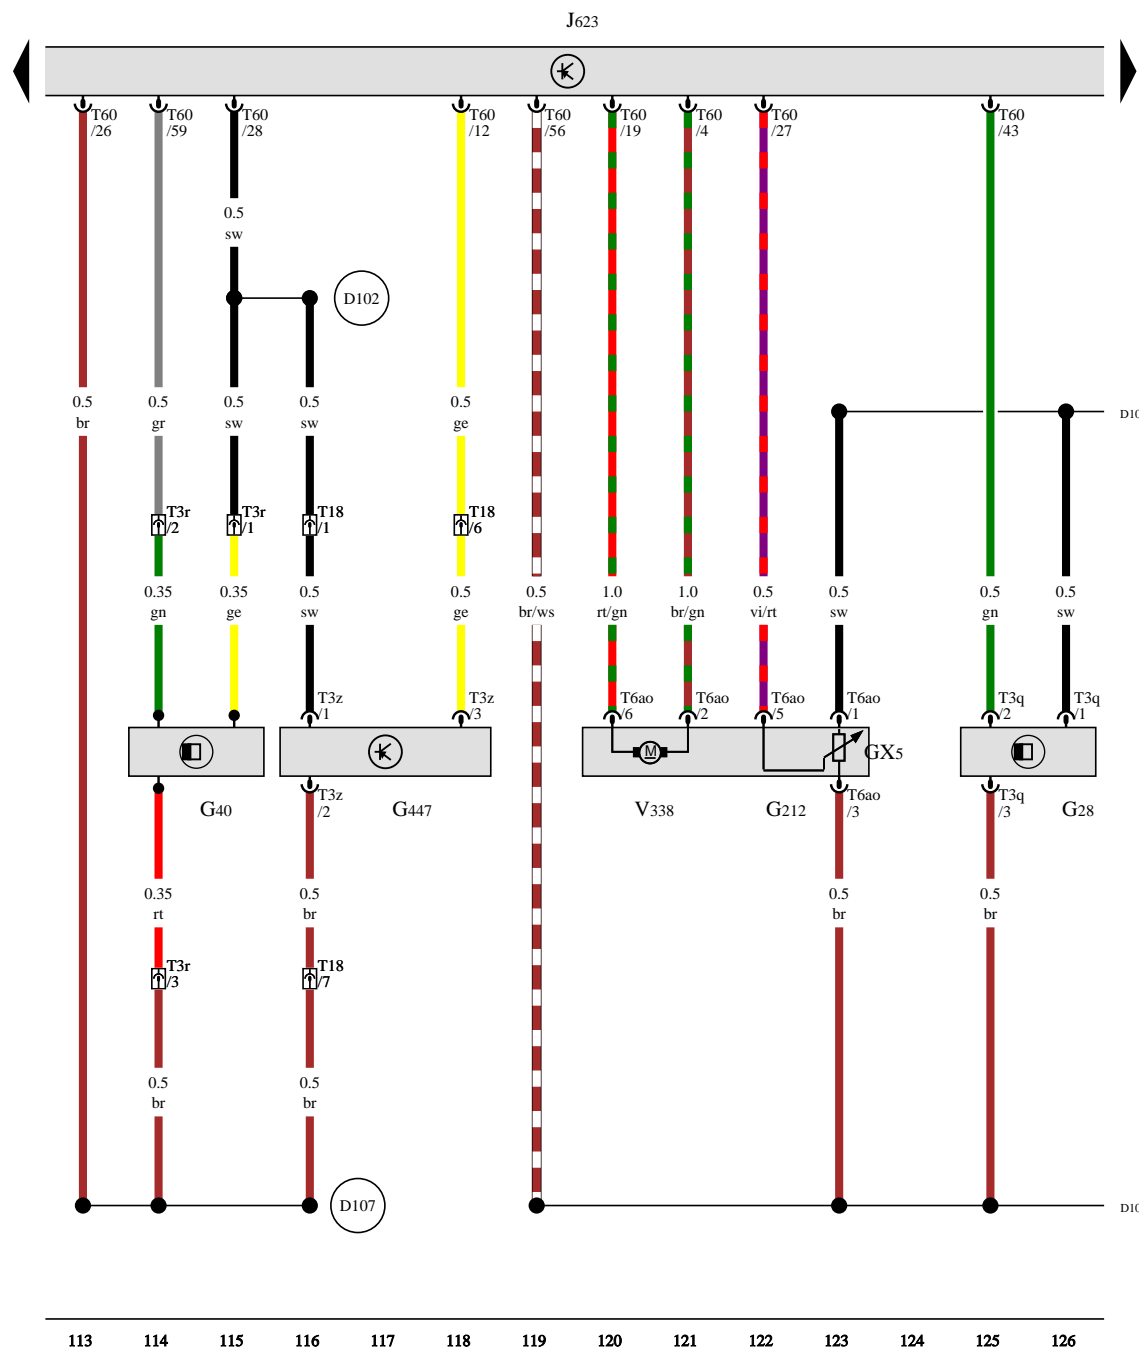 J623
T60 T60 T60 T60 T60 T60 T60 T60 T60
/26 /59 /28 /12 /56 /19 /4 /27 /43
0.5
sw
D102
0.5 0.5 0.5 0.5 0.5
br gr sw sw ge
D10
T3r T3r T18 T18
/2 /1 /1 /6
0.35 0.35 0.5 0.5 0.5 1.0 1.0 0.5 0.5 0.5 0.5
gn ge sw ge br/ws rt/gn br/gn vi/rt sw gn sw
T3z T3z T6ao T6ao T6ao T6ao T3q T3q
/1 /3 /6 /2 /5 /1 /2 /1
M GX5
T3z T6ao T3q
/2 /3 /3
G40 G447 V338 G212 G28
0.35 0.5 0.5 0.5
rt br br br
T3r T18
/3 /7
0.5 0.5
br br
D107
D10
113 114 115 116 117 118 119 120 121 122 123 124 125 126